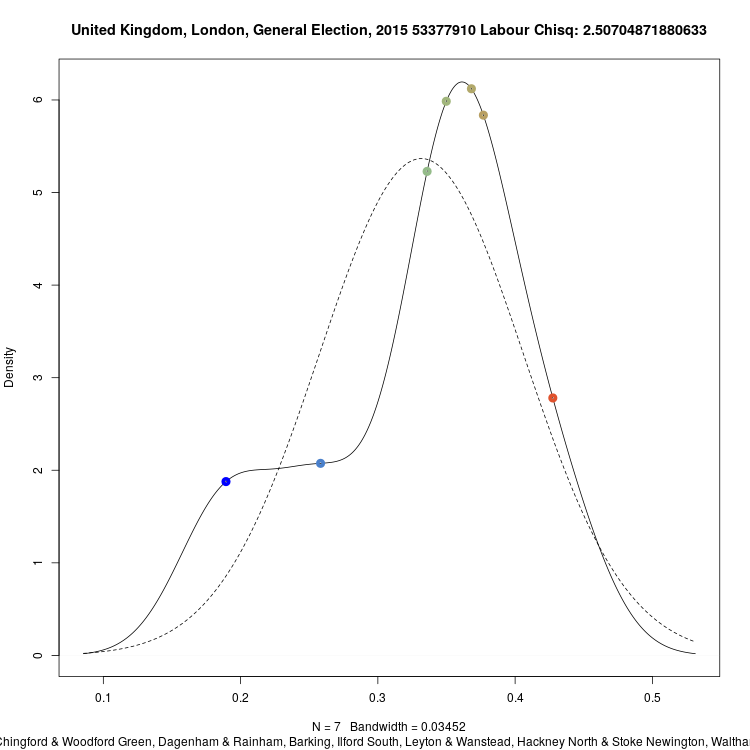 United Kingdom, London, General Election, 2015 53377910 Labour Chisq: 2.50704871880633
Density
6
5
4
3
2
1
0
0.1 0.2 0.3 0.4 0.5
N = 7 Bandwidth = 0.03452
Chingford & Woodford Green, Dagenham & Rainham, Barking, Ilford South, Leyton & Wanstead, Hackney North & Stoke Newington,